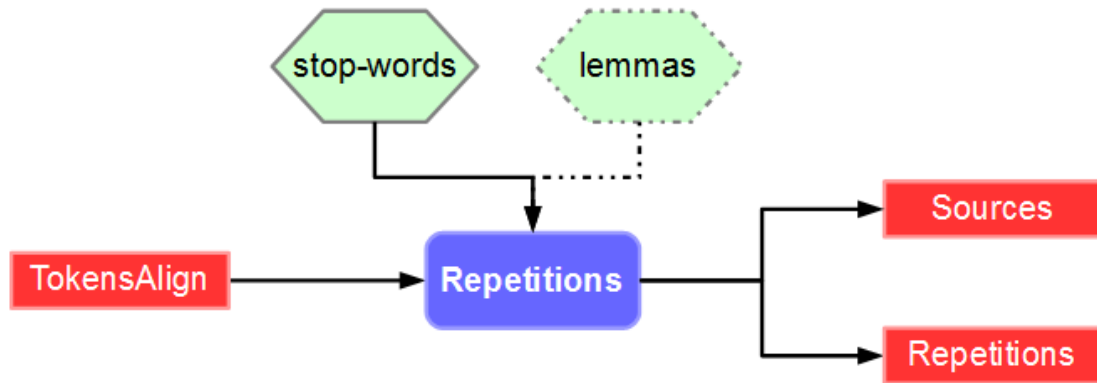 stop-words
lemmas
Sources
TokensAlign
Repetitions
Repetitions